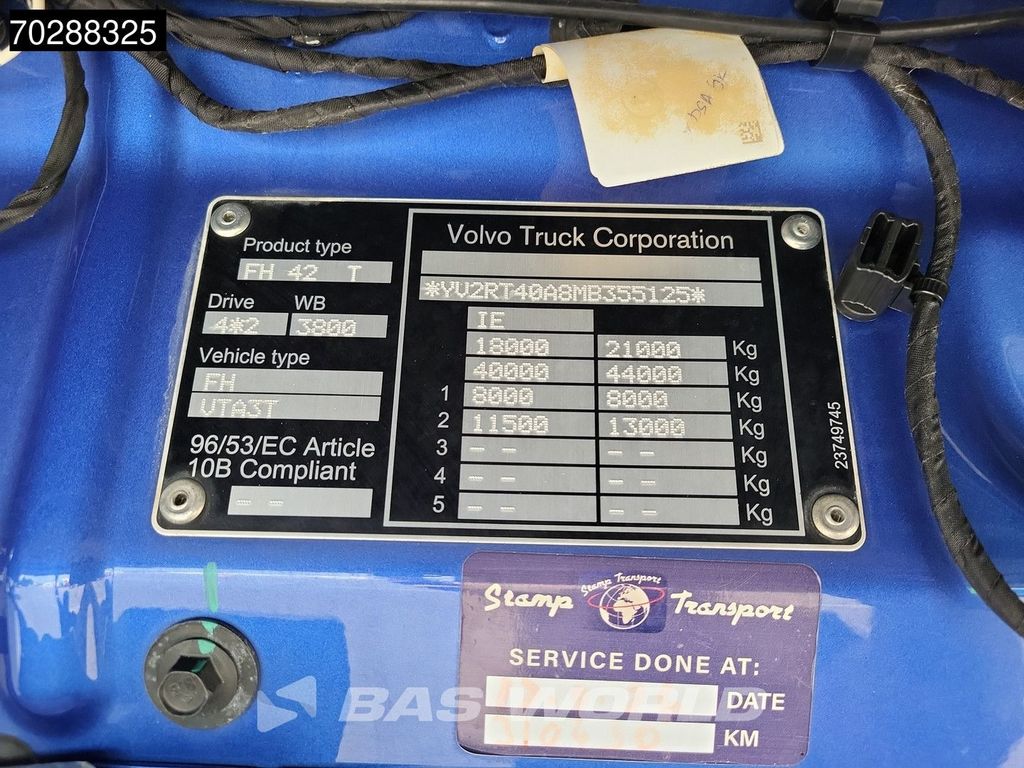 70288325
Product type
FH 42 T
Drive WB
4*2 3800
Vehicle type
FH
VTA3T
96/53/EC Article
10B Compliant
-- --
Volvo Truck Corporation
*YV2RT40A8MB355125*
IE
18000 21000 Kg
40000 44000 Kg
1 8000 8000 Kg
2 11500 13000 Kg
3 -- -- -- -- Kg
4 -- -- -- -- Kg
5 -- -- -- -- Kg
23749745
Stamp Transport
Stamp Transport
SERVICE DONE AT:
DATE
KM
BAS WORLD